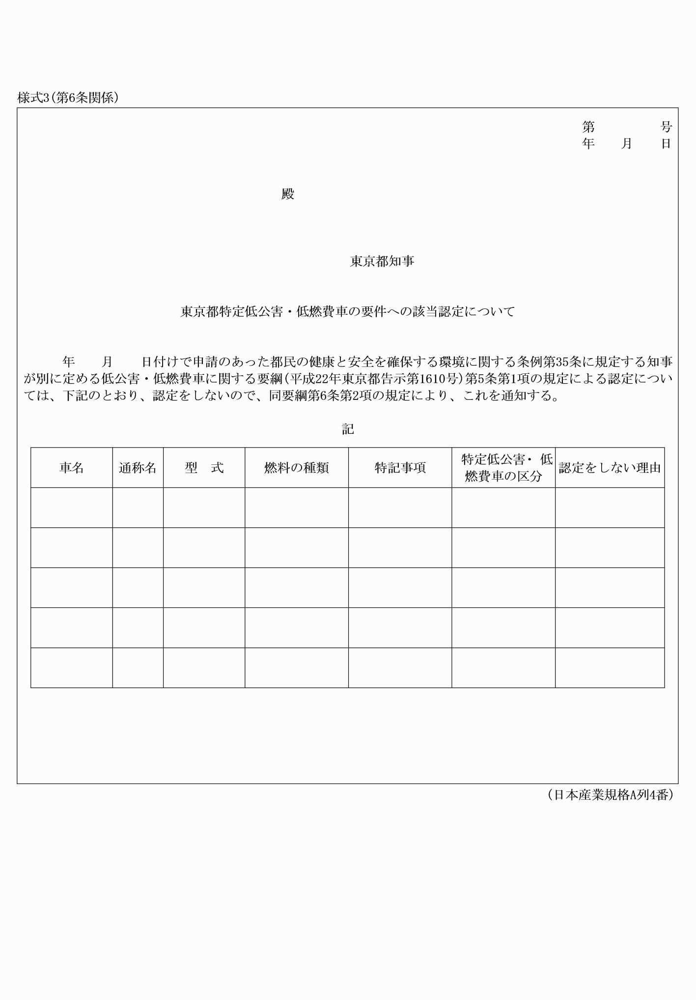 様式3(第6条関係)
第　　　　　号
年　　月　　日
殿
東京都知事
東京都特定低公害・低燃費車の要件への該当認定について
　　　年　　月　　日付けで申請のあった都民の健康と安全を確保する環境に関する条例第35条に規定する知事
が別に定める低公害・低燃費車に関する要綱(平成22年東京都告示第1610号)第5条第1項の規定による認定につい
ては、下記のとおり、認定をしないので、同要綱第6条第2項の規定により、これを通知する。
記
車名
通称名
型　式
燃料の種類
特記事項
特定低公害・ 低
燃費車の区分
認定をしない理由
(日本産業規格A列4番)